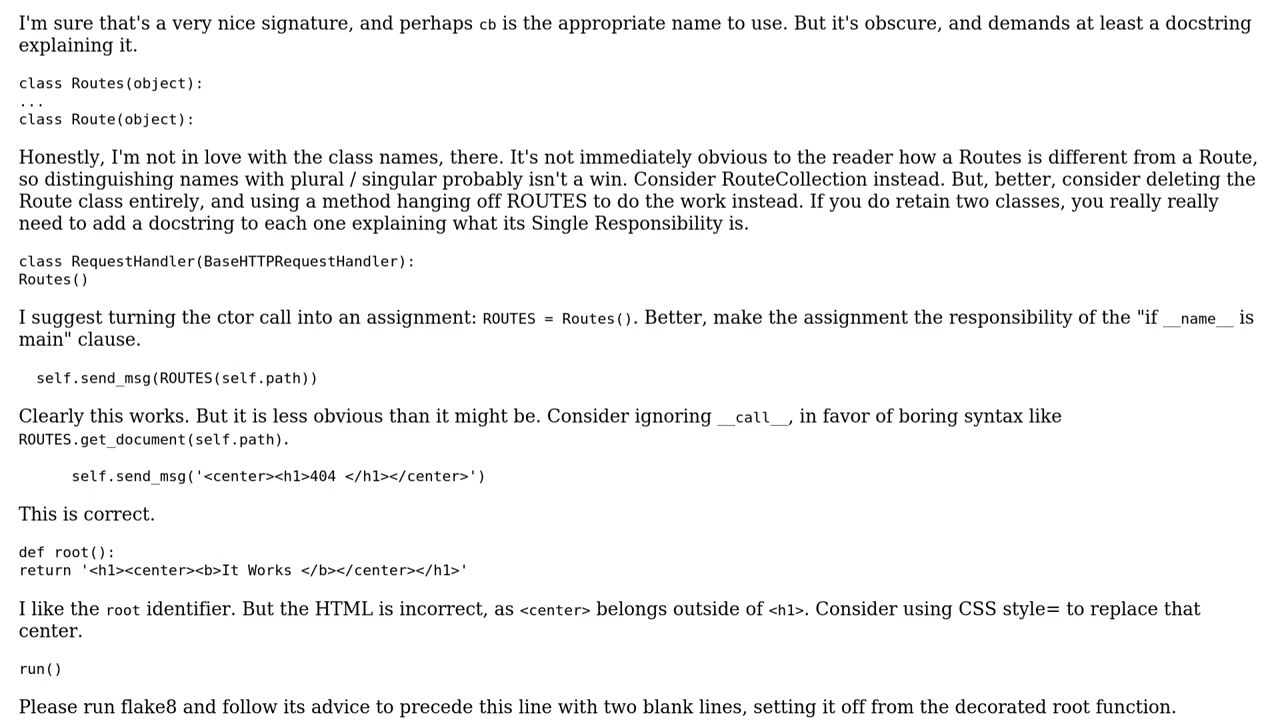 I'm sure that's a very nice signature, and perhaps cb is the appropriate name to use. But it's obscure, and demands at least a docstring
explaining it.
class Routes(object):
...
class Route(object):
Honestly, I'm not in love with the class names, there. It's not immediately obvious to the reader how a Routes is different from a Route,
so distinguishing names with plural / singular probably isn't a win. Consider RouteCollection instead. But, better, consider deleting the
Route class entirely, and using a method hanging off ROUTES to do the work instead. If you do retain two classes, you really really
need to add a docstring to each one explaining what its Single Responsibility is.
class RequestHandler(BaseHTTPRequestHandler):
Routes()
I suggest turning the ctor call into an assignment: ROUTES = Routes(). Better, make the assignment the responsibility of the "if __name__ is
main" clause.
self.send_msg(ROUTES(self.path))
Clearly this works. But it is less obvious than it might be. Consider ignoring __call__, in favor of boring syntax like
ROUTES.get_document(self.path).
self.send_msg('<center><h1>404 </h1></center>')
This is correct.
def root():
return '<h1><center><b>It Works </b></center></h1>'
I like the root identifier. But the HTML is incorrect, as <center> belongs outside of <h1>. Consider using CSS style= to replace that
center.
run()
Please run flake8 and follow its advice to precede this line with two blank lines, setting it off from the decorated root function.